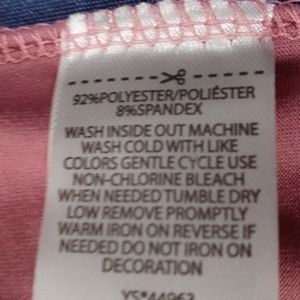 92%POLYESTER/POLIÉSTER
8%SPANDEX
WASH INSIDE OUT MACHINE
WASH COLD WITH LIKE
COLORS GENTLE CYCLE USE
NON-CHLORINE BLEACH
WHEN NEEDED TUMBLE DRY
LOW REMOVE PROMPTLY
WARM IRON ON REVERSE IF
NEEDED DO NOT IRON ON
DECORATION